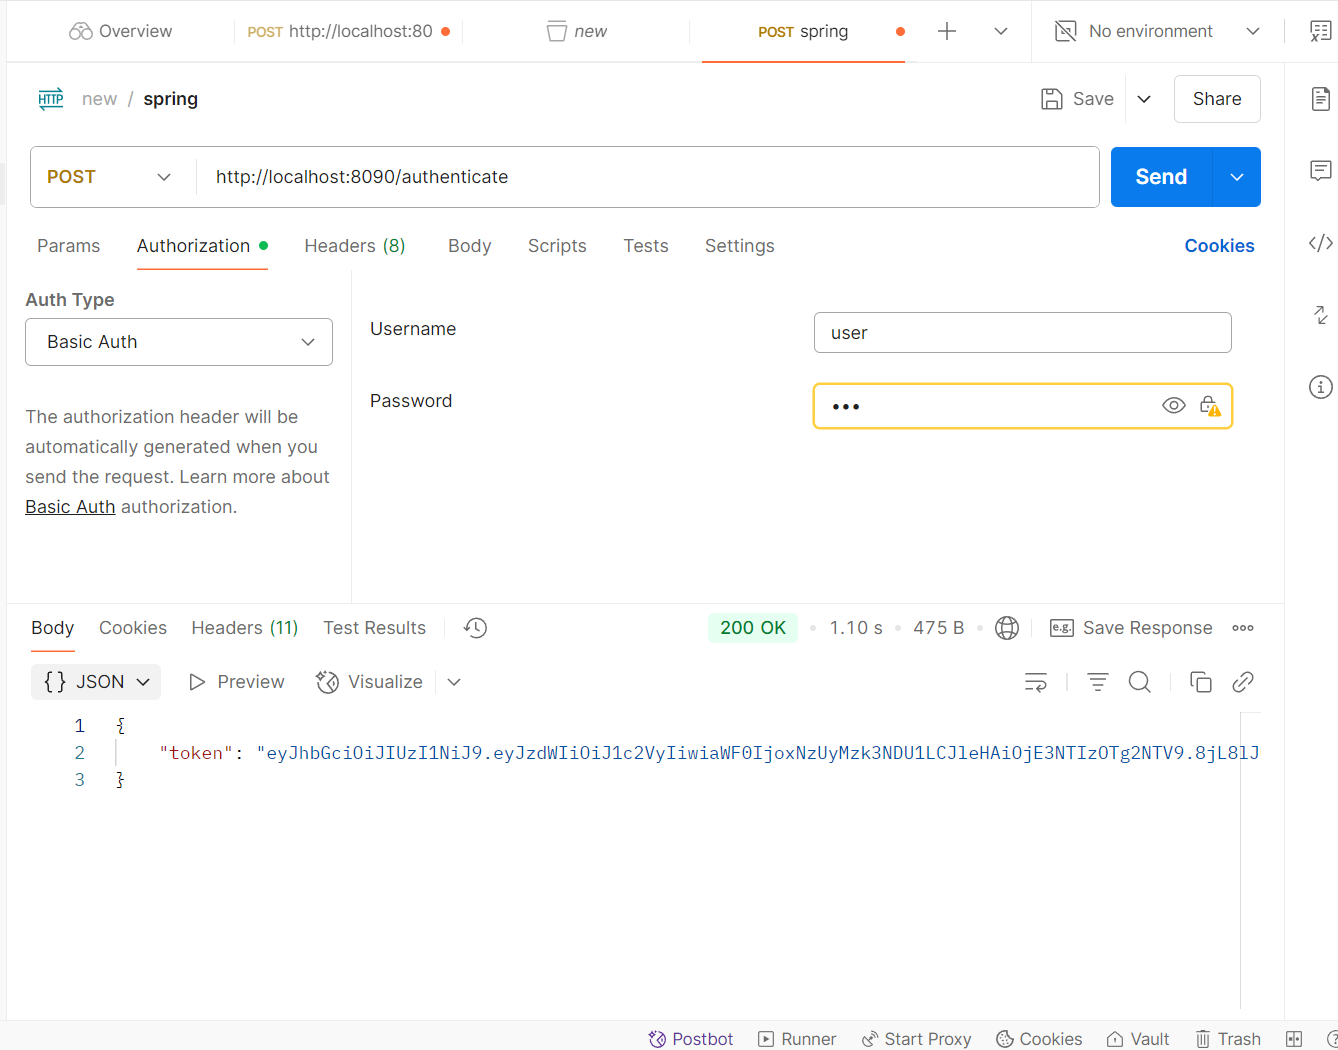 Overview
POST http://localhost:80
new
POST spring
No environment
HTTP new / spring
Save
Share
POST
http://localhost:8090/authenticate
Send
Params
Authorization
Headers (8)
Body
Scripts
Tests
Settings
Cookies
Auth Type
Basic Auth
The authorization header will be
automatically generated when you
send the request. Learn more about
Basic Auth authorization.
Username
user
Password
•••
Body
Cookies
Headers (11)
Test Results
200 OK
1.10 s
475 B
e.g. Save Response
{} JSON
Preview
Visualize
1 {
2 "token": "eyJhbGciOiJIUzI1NiJ9.eyJzdWIiOiJ1c2VyIiwiaWF0IjoxNzUyMzk3NDU1LCJleHAiOjE3NTIzOTg2NTV9.8jL8lJ
3 }
Postbot
Runner
Start Proxy
Cookies
Vault
Trash